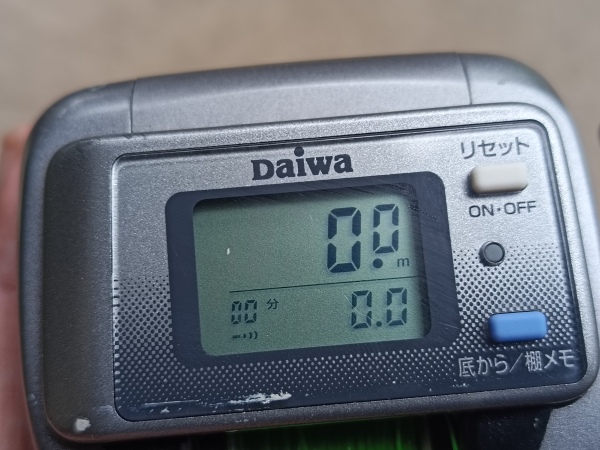 Daiwa
リセット
ON・OFF
0.0 m
00 分 0.0
底から/棚メモ